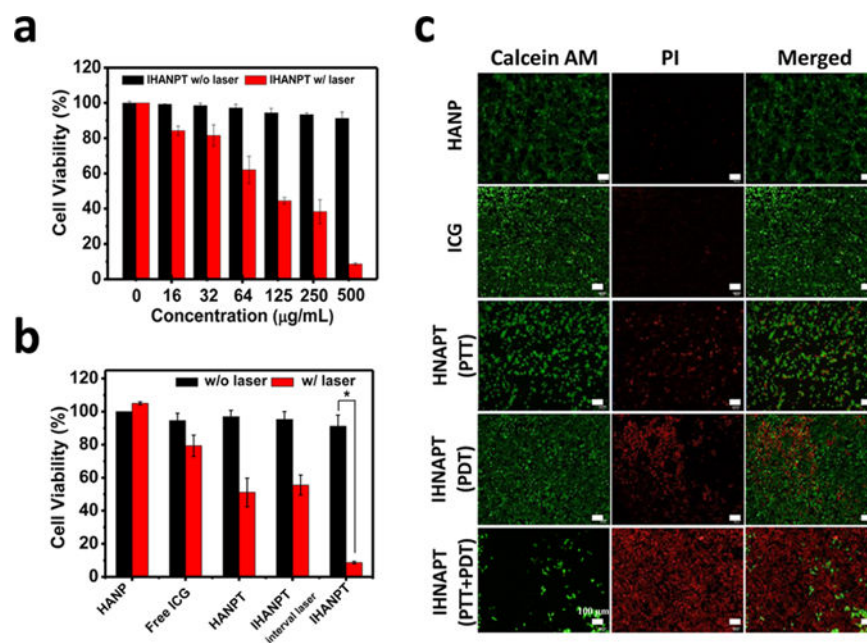 a
IHANPT w/o laser
IHANPT w/ laser
Cell Viability (%)
120
100
80
60
40
20
0
0 16 32 64 125 250 500
Concentration (μg/mL)
b
w/o laser w/ laser
*
Cell Viability (%)
120
100
80
60
40
20
0
HANP
Free ICG
HANPT
IHANPT
interval laser
IHANPT
c
Calcein AM PI Merged
HANP
ICG
HNAPT
(PTT)
IHNAPT
(PDT)
IHNAPT
(PTT+PDT)
100 μm